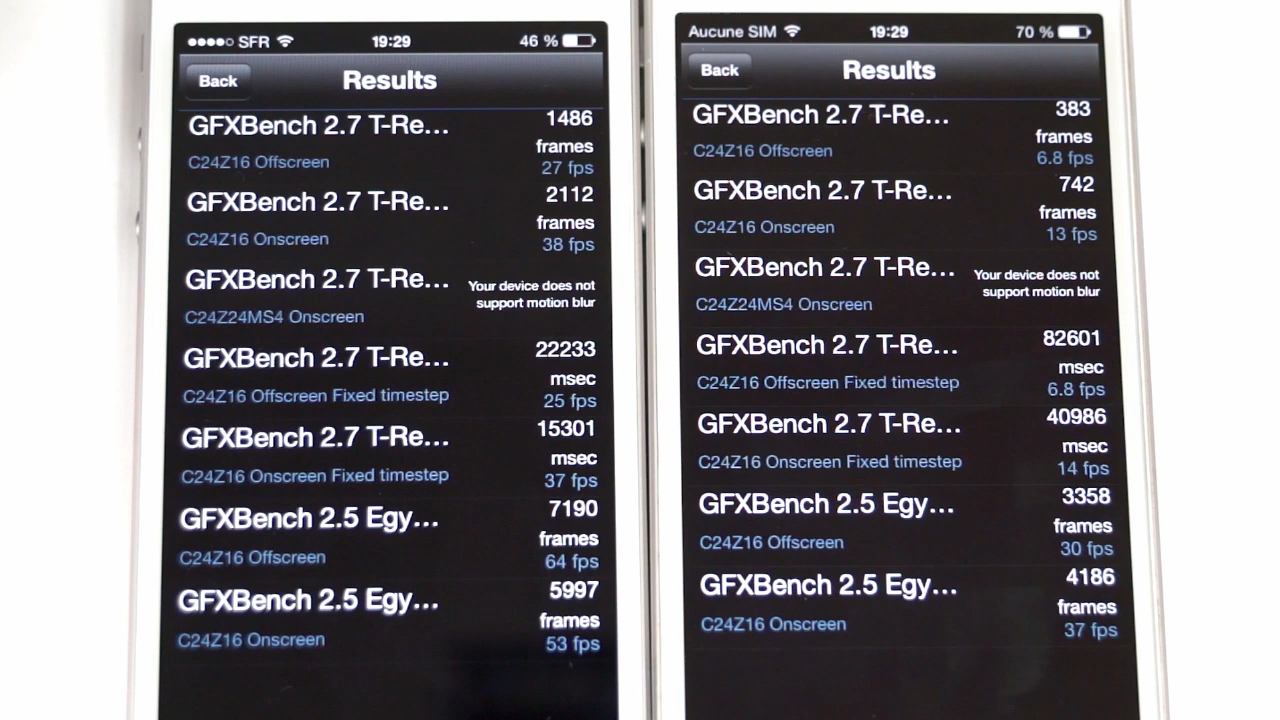 SFR 19:29 46 %
Back Results
GFXBench 2.7 T-Re... 1486
frames
C24Z16 Offscreen 27 fps
GFXBench 2.7 T-Re... 2112
frames
C24Z16 Onscreen 38 fps
GFXBench 2.7 T-Re... Your device does not
support motion blur
C24Z24MS4 Onscreen
GFXBench 2.7 T-Re... 22233
msec
C24Z16 Offscreen Fixed timestep 25 fps
GFXBench 2.7 T-Re... 15301
msec
C24Z16 Onscreen Fixed timestep 37 fps
GFXBench 2.5 Egy... 7190
frames
C24Z16 Offscreen 64 fps
GFXBench 2.5 Egy... 5997
frames
C24Z16 Onscreen 53 fps
Aucune SIM 19:29 70 %
Back Results
GFXBench 2.7 T-Re... 383
frames
C24Z16 Offscreen 6.8 fps
GFXBench 2.7 T-Re... 742
frames
C24Z16 Onscreen 13 fps
GFXBench 2.7 T-Re... Your device does not
support motion blur
C24Z24MS4 Onscreen
GFXBench 2.7 T-Re... 82601
msec
C24Z16 Offscreen Fixed timestep 6.8 fps
GFXBench 2.7 T-Re... 40986
msec
C24Z16 Onscreen Fixed timestep 14 fps
GFXBench 2.5 Egy... 3358
frames
C24Z16 Offscreen 30 fps
GFXBench 2.5 Egy... 4186
frames
C24Z16 Onscreen 37 fps